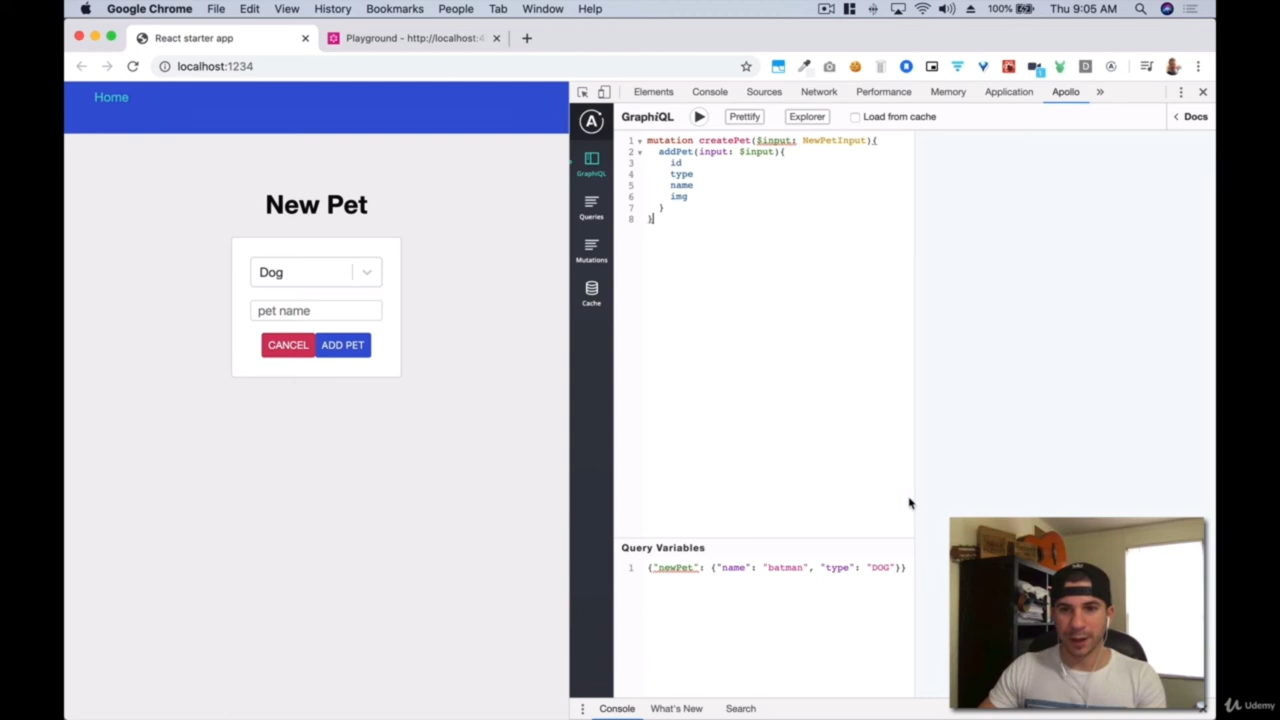 Google Chrome File Edit View History Bookmarks People Tab Window Help 100% Thu 9:05 AM
React starter app Playground - http://localhost:4
localhost:1234
Home
New Pet
Dog
pet name
CANCEL ADD PET
Elements Console Sources Network Performance Memory Application Apollo
GraphiQL Prettify Explorer Load from cache Docs
GraphiQL
Queries
Mutations
Cache
1 mutation createPet($input: NewPetInput){
2 addPet(input: $input){
3 id
4 type
5 name
6 img
7 }
8 }
Query Variables
1 {"newPet": {"name": "batman", "type": "DOG"}}
Console What's New Search
Udemy